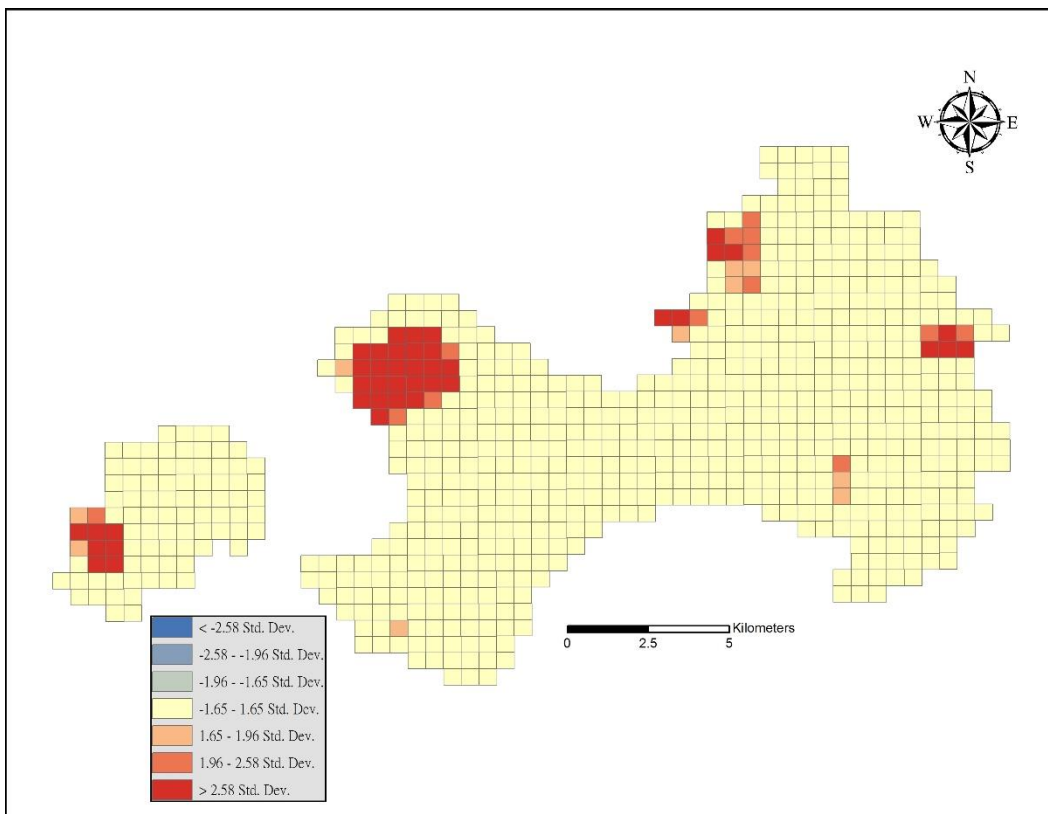 N
W E
S
< -2.58 Std. Dev.
-2.58 - -1.96 Std. Dev.
-1.96 - -1.65 Std. Dev.
-1.65 - 1.65 Std. Dev.
1.65 - 1.96 Std. Dev.
1.96 - 2.58 Std. Dev.
> 2.58 Std. Dev.
Kilometers
0 2.5 5